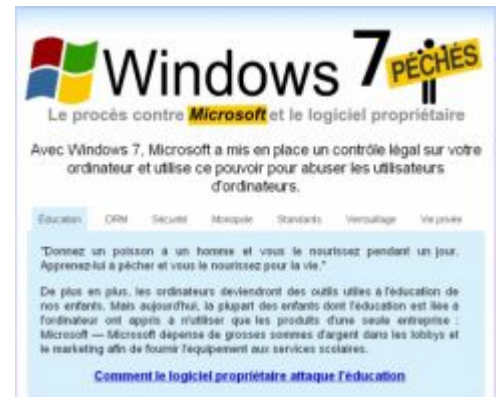 Windows 7 PÉCHÉS
Le procès contre Microsoft et le logiciel propriétaire
Avec Windows 7, Microsoft a mis en place un contrôle légal sur votre
ordinateur et utilise ce pouvoir pour abuser les utilisateurs
d'ordinateurs.
Éducation DRM Sécurité Monopole Standards Verrouillage Vie privée
"Donnez un poisson à un homme et vous le nourissez pendant un jour.
Apprenez-lui à pécher et vous le nourissez pour la vie."
De plus en plus, les ordinateurs deviendront des outils utiles à l'éducation de
nos enfants. Mais aujourd'hui, la plupart des enfants dont l'éducation est liée à
l'ordinateur ont appris à n'utiliser que les produits d'une seule entreprise :
Microsoft — Microsoft dépense de grosses sommes d'argent dans les lobbys et
le marketing afin de fournir l'équipement aux services scolaires.
Comment le logiciel propriétaire attaque l'éducation